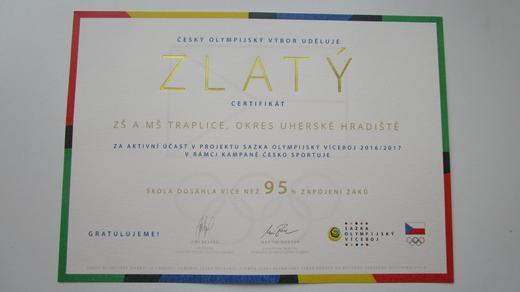 ČESKÝ OLYMPIJSKÝ VÝBOR UDĚLUJE
ZLATÝ
CERTIFIKÁT
ZŠ A MŠ TRAPLICE, OKRES UHERSKÉ HRADIŠTĚ
ZA AKTIVNÍ ÚČAST V PROJEKTU SAZKA OLYMPIJSKÝ VÍCEBOJ 2016/2017
V RÁMCI KAMPANĚ ČESKO SPORTUJE
ŠKOLA DOSÁHLA VÍCE NEŽ 95% ZAPOJENÍ ŽÁKŮ
GRATULUJEME!
SAZKA
OLYMPIJSKÝ
VÍCEBOJ